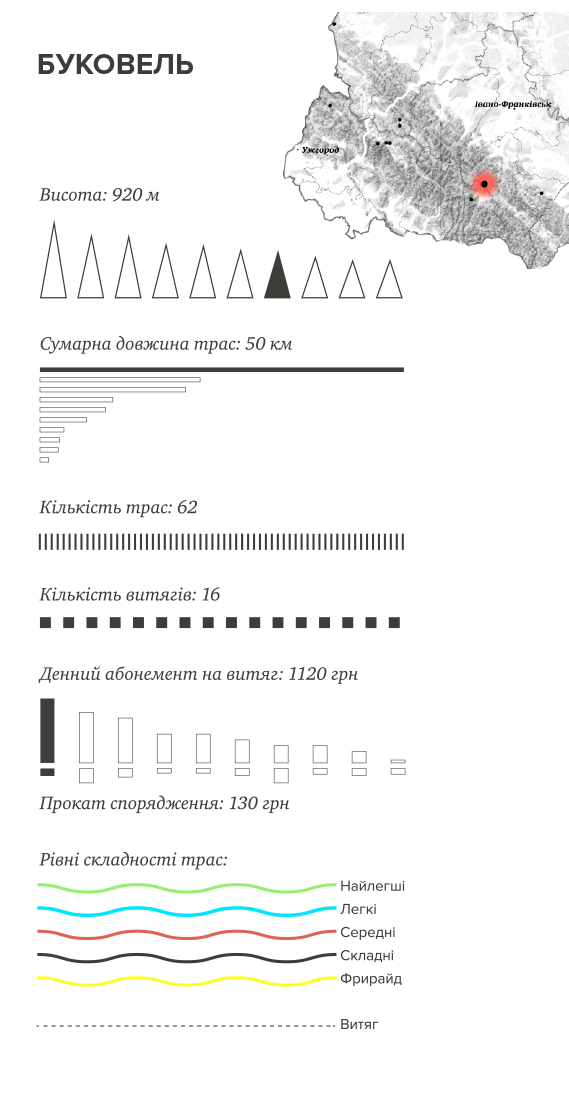 БУКОВЕЛЬ
Івано-Франківськ
Ужгород
Висота: 920 м
Сумарна довжина трас: 50 км
Кількість трас: 62
Кількість витягів: 16
Денний абонемент на витяг: 1120 грн
Прокат спорядження: 130 грн
Рівні складності трас:
Найлегші
Легкі
Середні
Складні
Фрирайд
Витяг